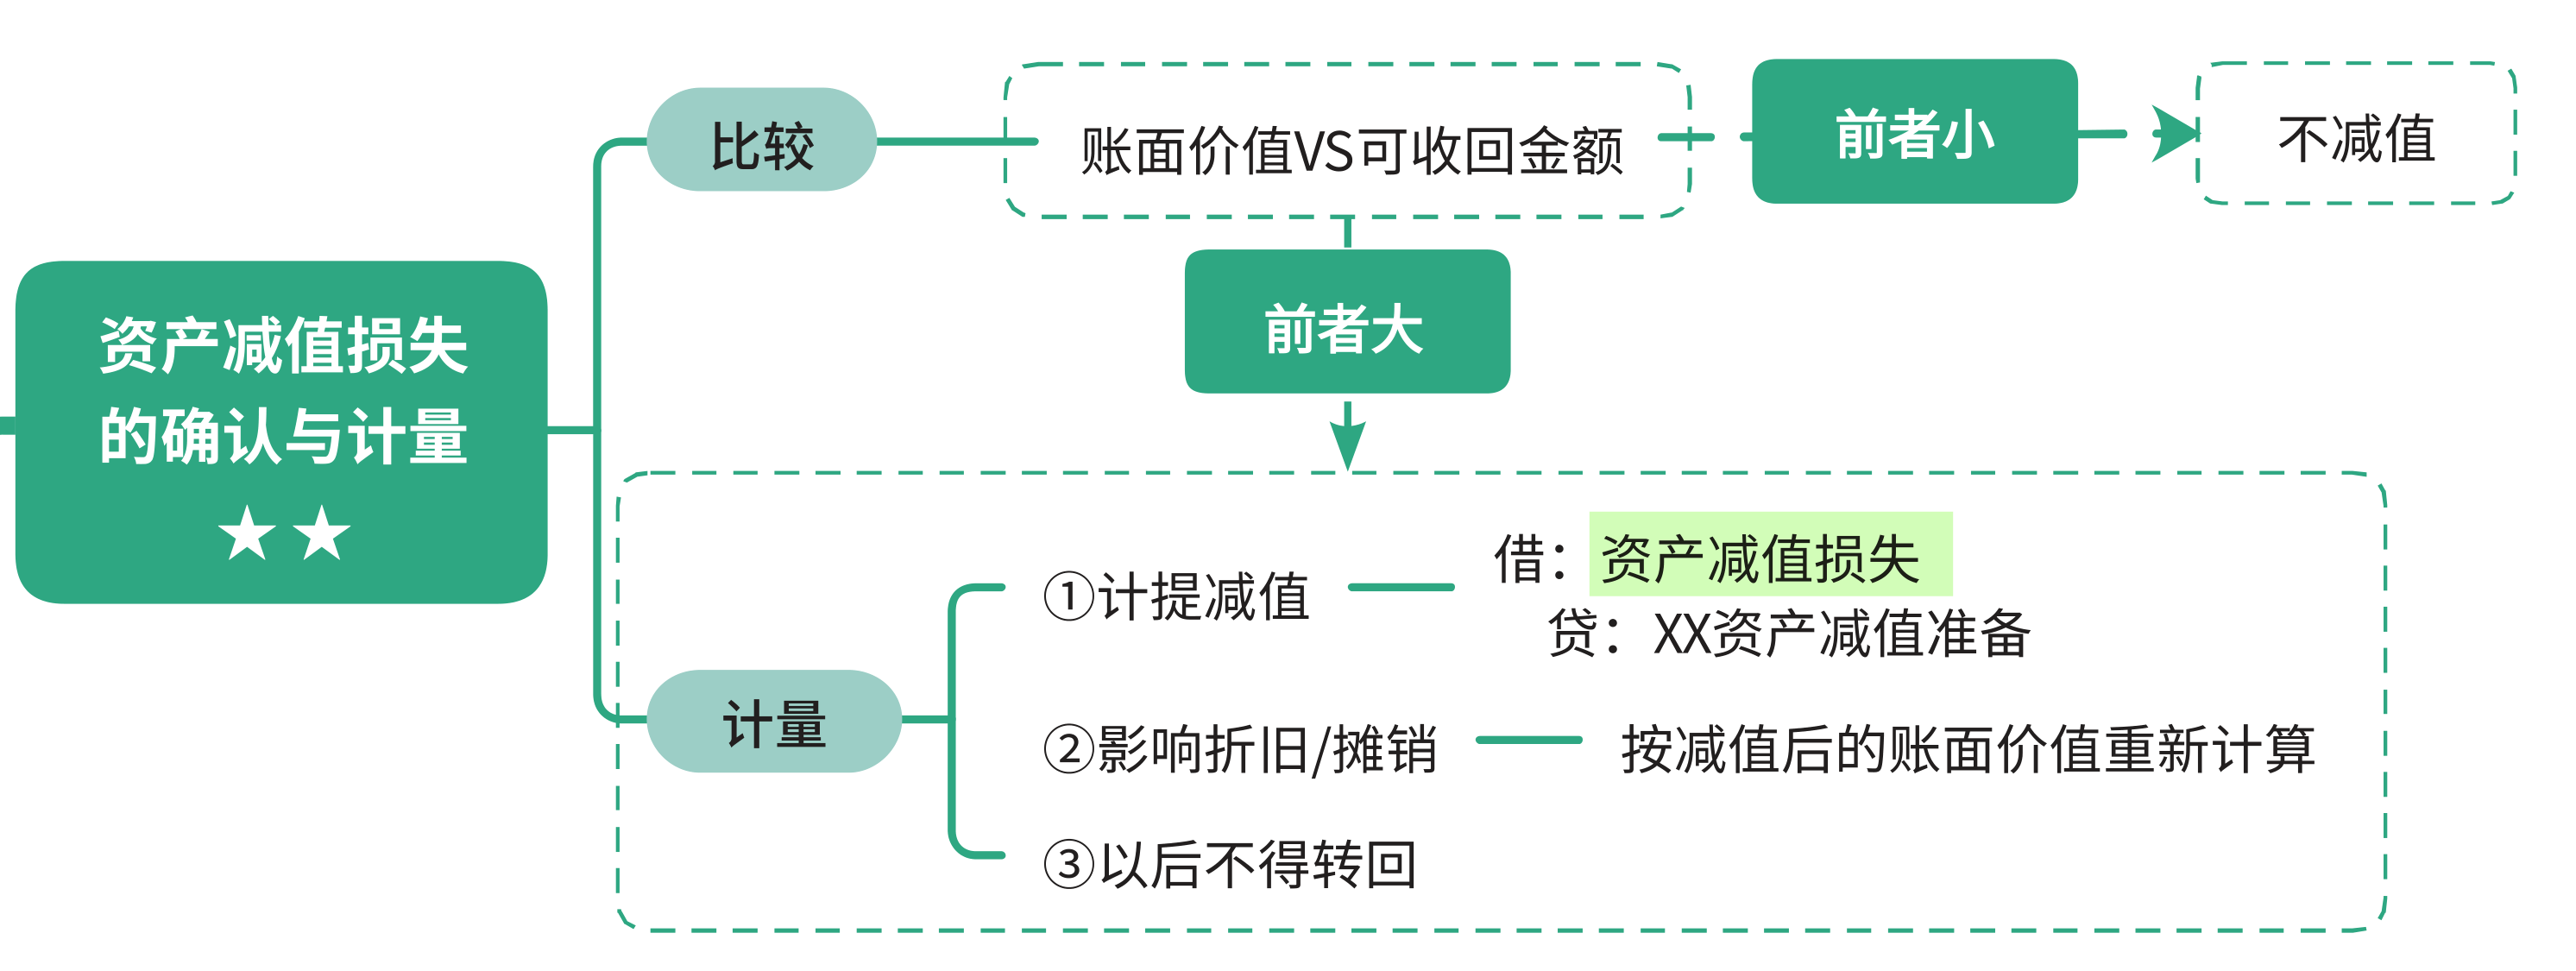 资产减值损失
的确认与计量
★★
比较
账面价值VS可收回金额
前者小
不减值
前者大
计量
①计提减值
借：资产减值损失
贷：XX资产减值准备
②影响折旧/摊销
按减值后的账面价值重新计算
③以后不得转回